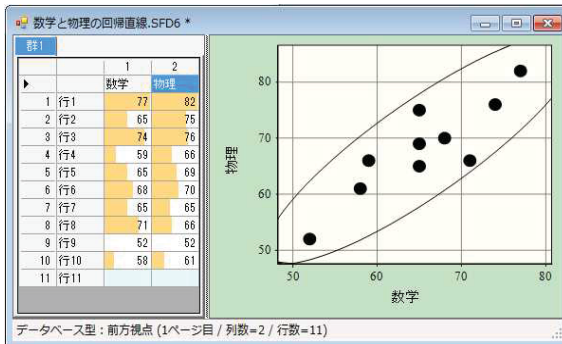 数学と物理の回帰直線.SFD6 *
群1
1 2
数学 物理
1 行1 77 82
2 行2 65 75
3 行3 74 76
4 行4 59 66
5 行5 65 69
6 行6 68 70
7 行7 65 65
8 行8 71 66
9 行9 52 52
10 行10 58 61
11 行11
物理
80
70
60
50
50 60 70 80
数学
データベース型：前方視点 (1ページ目 / 列数=2 / 行数=11)